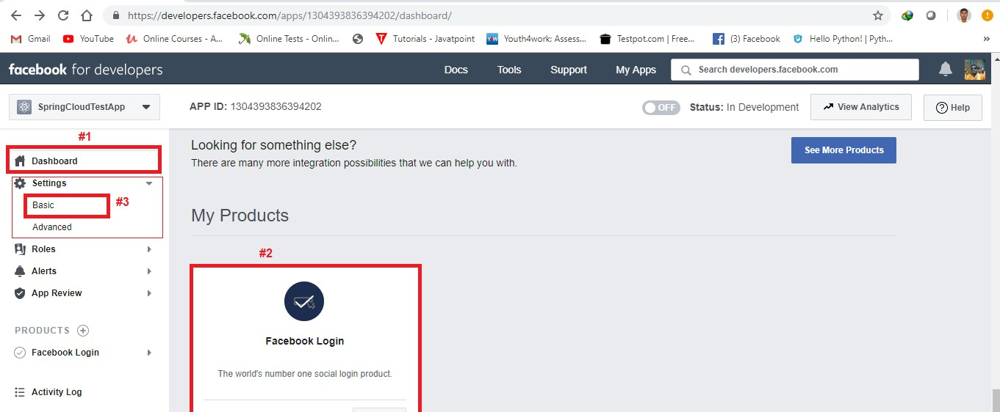 https://developers.facebook.com/apps/1304393836394202/dashboard/
Gmail YouTube Online Courses - A... Online Tests - Onlin... Tutorials - Javatpoint Youth4work: Assess... Testpot.com | Free... (3) Facebook Hello Python! | Pyth... »
facebook for developers Docs Tools Support My Apps Search developers.facebook.com
SpringCloudTestApp APP ID: 1304393836394202 OFF Status: In Development View Analytics Help
#1
Dashboard
Settings
Basic #3
Advanced
Roles
Alerts
App Review
PRODUCTS
Facebook Login
Activity Log
Looking for something else?
There are many more integration possibilities that we can help you with.
See More Products
My Products
#2
Facebook Login
The world's number one social login product.